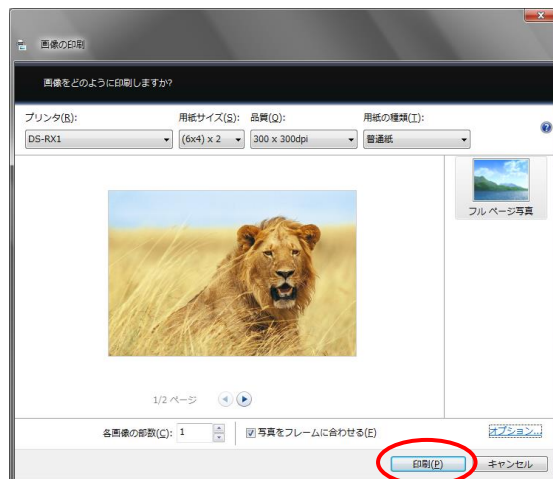 画像の印刷
画像をどのように印刷しますか?
プリンタ(R): 用紙サイズ(S): 品質(Q): 用紙の種類(T):
DS-RX1 (6x4) x 2 300 x 300dpi 普通紙
フル ページ写真
1/2 ページ
各画像の部数(C): 1 写真をフレームに合わせる(F) オプション...
印刷(P) キャンセル